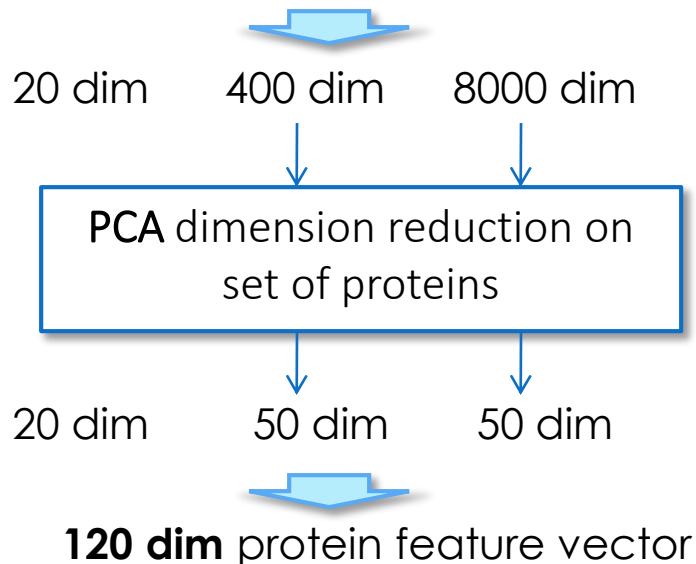 20 dim 400 dim 8000 dim
PCA dimension reduction on
set of proteins
20 dim 50 dim 50 dim
120 dim protein feature vector